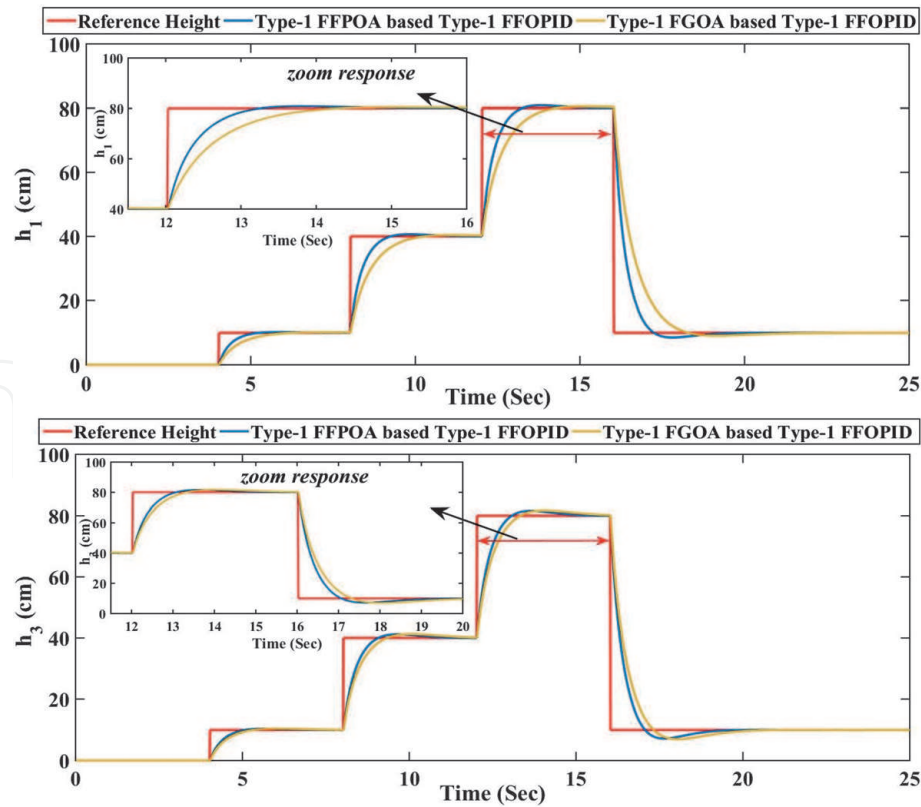 Reference Height Type-1 FFPOA based Type-1 FFOPID Type-1 FGOA based Type-1 FFOPID
100
80
60
40
20
0
h1 (cm)
0 5 10 15 20 25
Time (Sec)
zoom response
100
80
60
40
h1 (cm)
12 13 14 15 16
Time (Sec)
Reference Height Type-1 FFPOA based Type-1 FFOPID Type-1 FGOA based Type-1 FFOPID
100
80
60
40
20
0
h3 (cm)
0 5 10 15 20 25
Time (Sec)
zoom response
100
80
60
40
20
0
(cm)
12 13 14 15 16 17 18 19 20
Time (Sec)